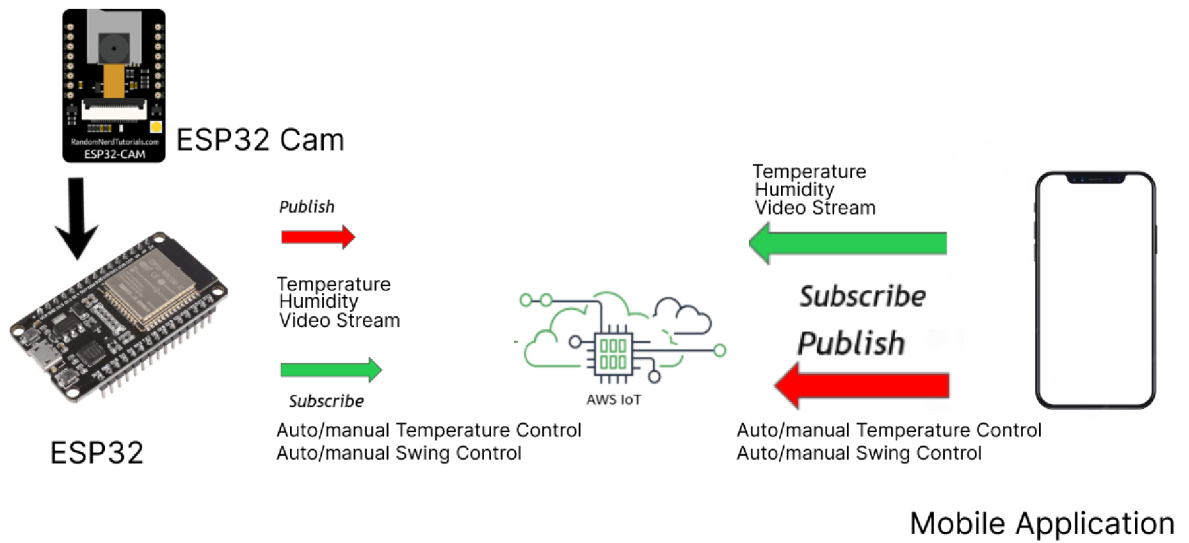 RandomNerdTutorials.com
ESP32-CAM
ESP32 Cam
Publish
Temperature
Humidity
Video Stream
Subscribe
Auto/manual Temperature Control
Auto/manual Swing Control
ESP32
AWS IoT
Temperature
Humidity
Video Stream
Subscribe
Publish
Auto/manual Temperature Control
Auto/manual Swing Control
Mobile Application